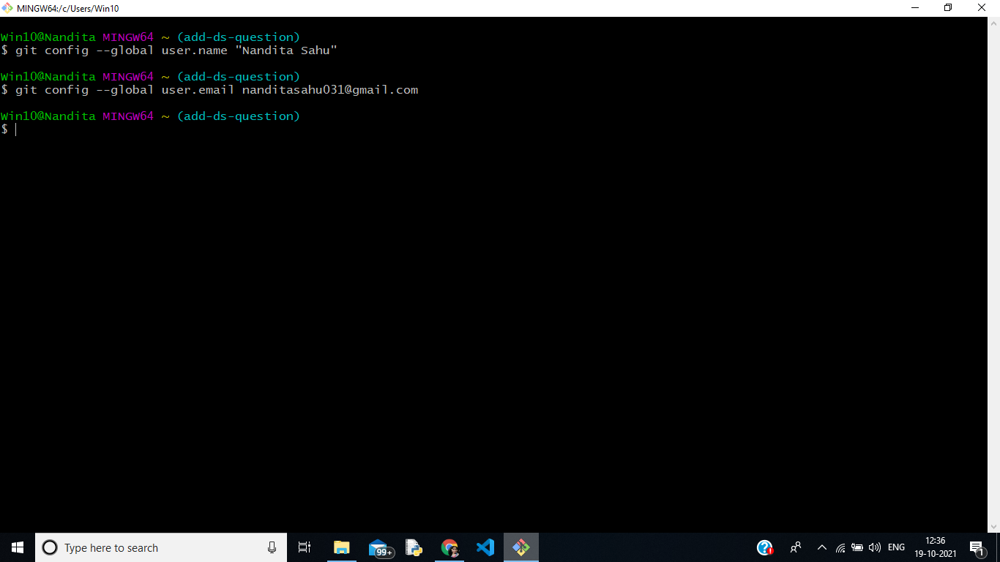 MINGW64:/c/Users/Win10
Win10@Nandita MINGW64 ~ (add-ds-question)
$ git config --global user.name "Nandita Sahu"
Win10@Nandita MINGW64 ~ (add-ds-question)
$ git config --global user.email nanditasahu031@gmail.com
Win10@Nandita MINGW64 ~ (add-ds-question)
$
Type here to search
99+
ENG
12:36
19-10-2021
1